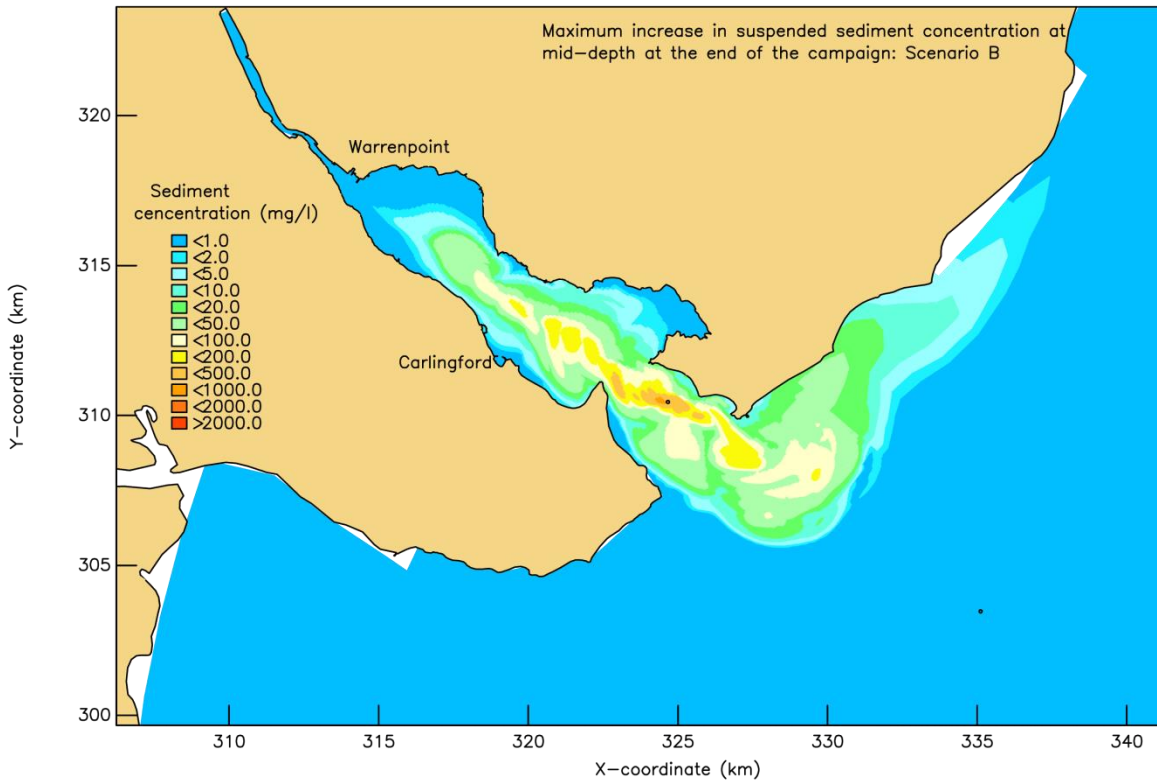 Maximum increase in suspended sediment concentration at
mid-depth at the end of the campaign: Scenario B
320
Warrenpoint
Sediment
concentration (mg/l)
<1.0
<2.0
<5.0
<10.0
<20.0
<50.0
<100.0
<200.0
<500.0
<1000.0
<2000.0
>2000.0
315
Carlingford
310
305
300
Y-coordinate (km)
310 315 320 325 330 335 340
X-coordinate (km)